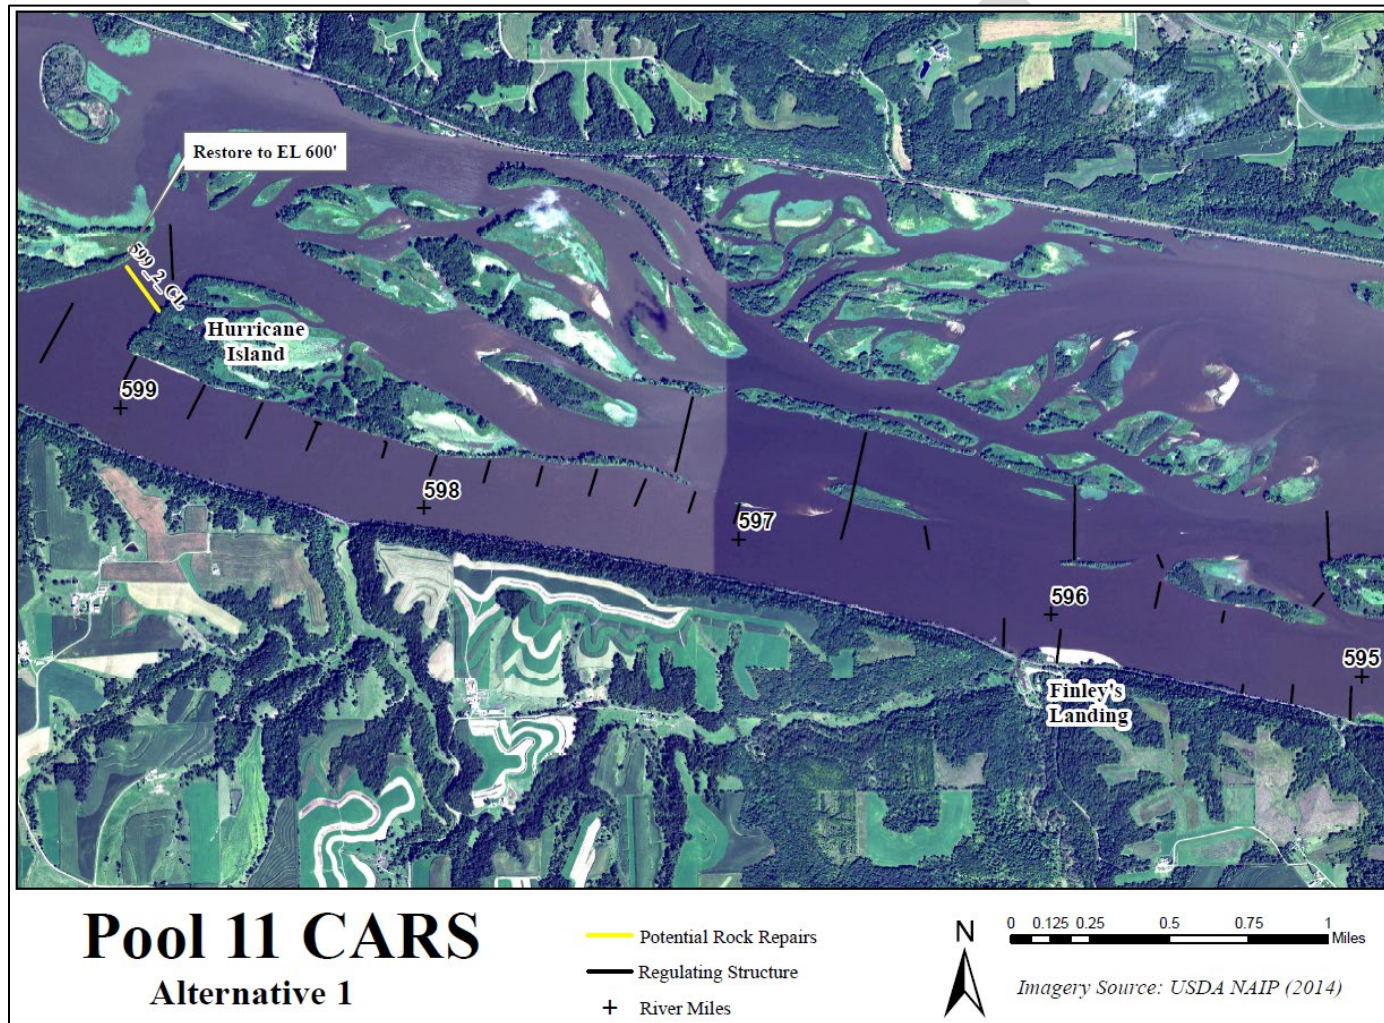 Restore to EL 600'
599_2_CL
Hurricane
Island
599
598
597
596
595
Finley's
Landing
Pool 11 CARS
Alternative 1
Potential Rock Repairs
Regulating Structure
River Miles
N
0 0.125 0.25 0.5 0.75 1
Miles
Imagery Source: USDA NAIP (2014)